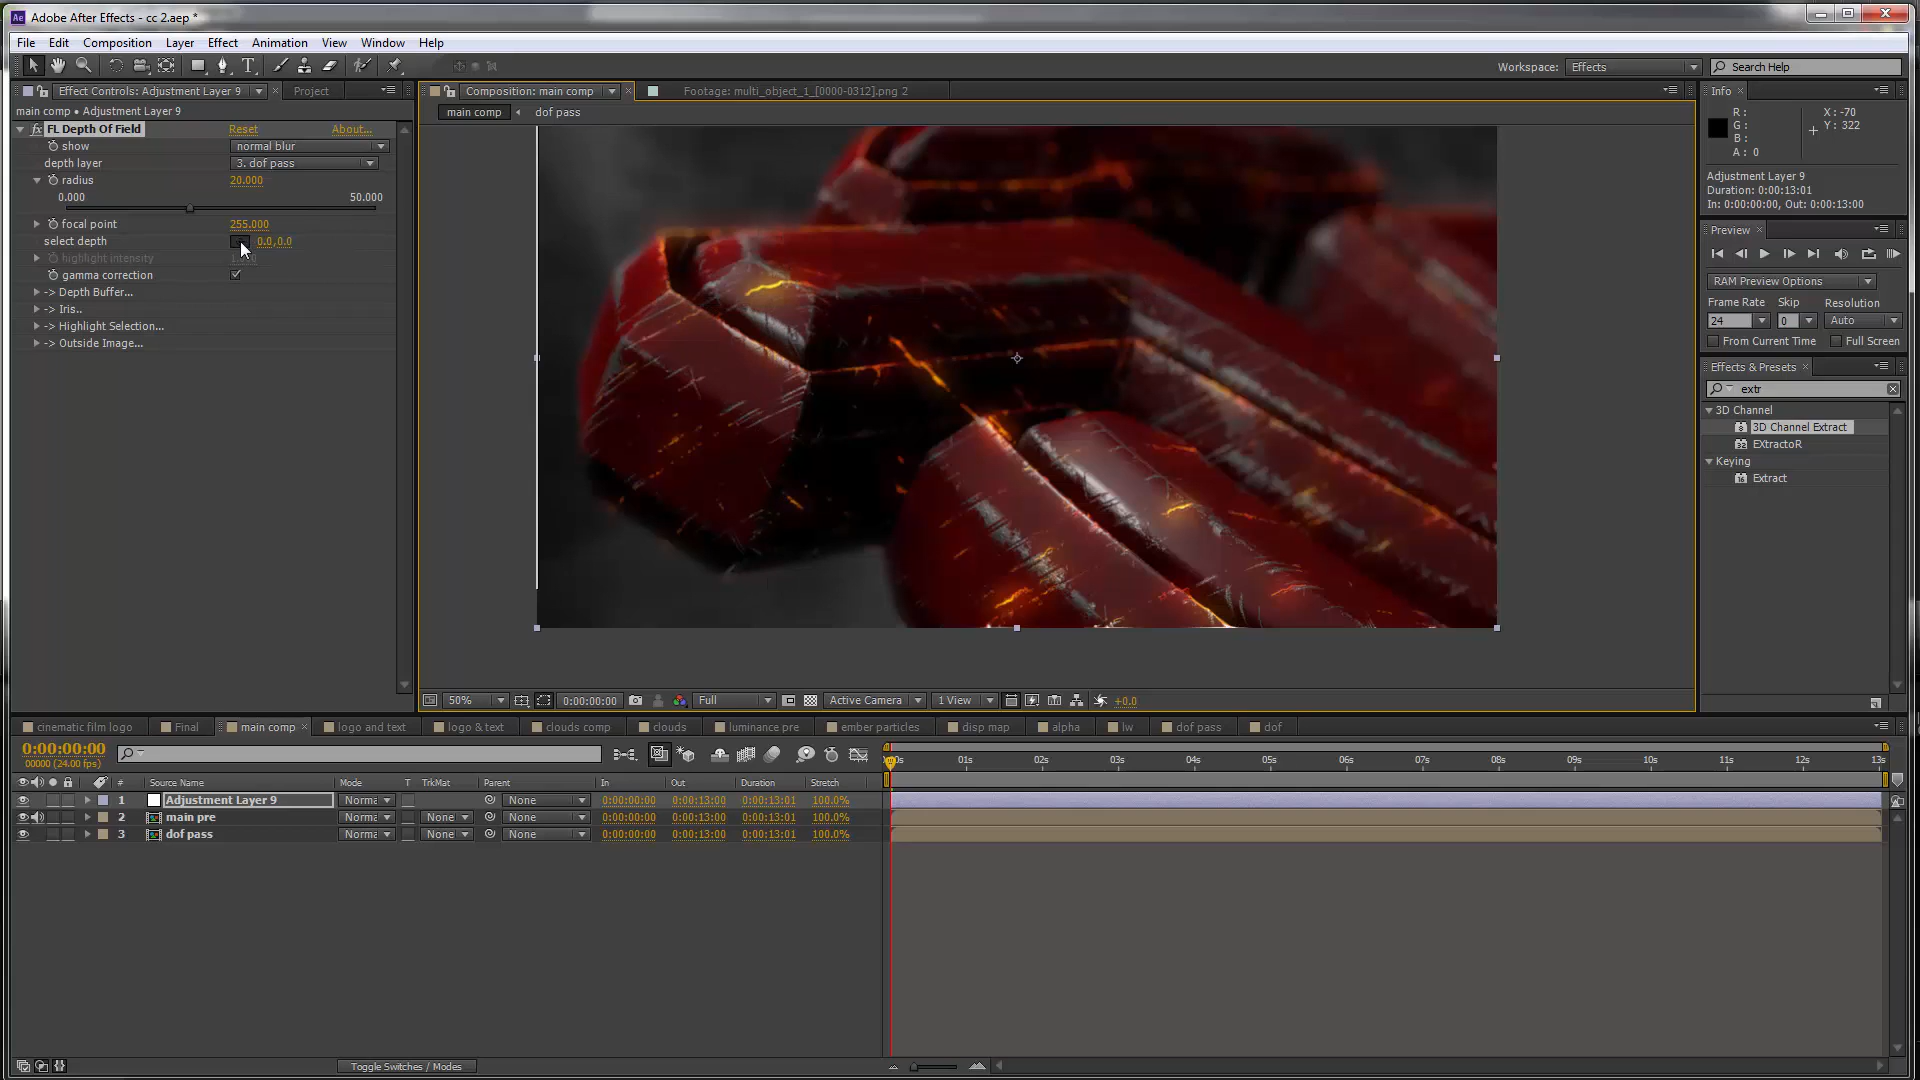 Adobe After Effects - cc 2.aep *
File Edit Composition Layer Effect Animation View Window Help
Workspace: Effects Search Help
Effect Controls: Adjustment Layer 9 Project
main comp • Adjustment Layer 9
fx FL Depth Of Field Reset About...
show normal blur
depth layer 3. dof pass
radius 20.000
0.000 50.000
focal point 255.000
select depth 0.0,0.0
highlight intensity
gamma correction
-> Depth Buffer...
-> Iris..
-> Highlight Selection...
-> Outside Image...
Composition: main comp Footage: multi_object_1_[0000-0312].png 2
main comp dof pass
50% 0:00:00:00 Full Active Camera 1 View +0.0
Info
R : X : -70
G : Y : 322
B :
A : 0
Adjustment Layer 9
Duration: 0:00:13:01
In: 0:00:00:00, Out: 0:00:13:00
Preview
RAM Preview Options
Frame Rate Skip Resolution
24 0 Auto
From Current Time Full Screen
Effects & Presets
extr
3D Channel
3D Channel Extract
EXtractoR
Keying
Extract
cinematic film logo Final main comp logo and text logo & text clouds comp clouds luminance pre ember particles disp map alpha lw dof pass dof
0:00:00:00
00000 (24.00 fps)
01s 02s 03s 04s 05s 06s 07s 08s 09s 10s 11s 12s 13s
# Source Name Mode T TrkMat Parent In Out Duration Stretch
1 Adjustment Layer 9 Norma None 0:00:00:00 0:00:13:00 0:00:13:01 100.0%
2 main pre Norma None None 0:00:00:00 0:00:13:00 0:00:13:01 100.0%
3 dof pass Norma None None 0:00:00:00 0:00:13:00 0:00:13:01 100.0%
Toggle Switches / Modes